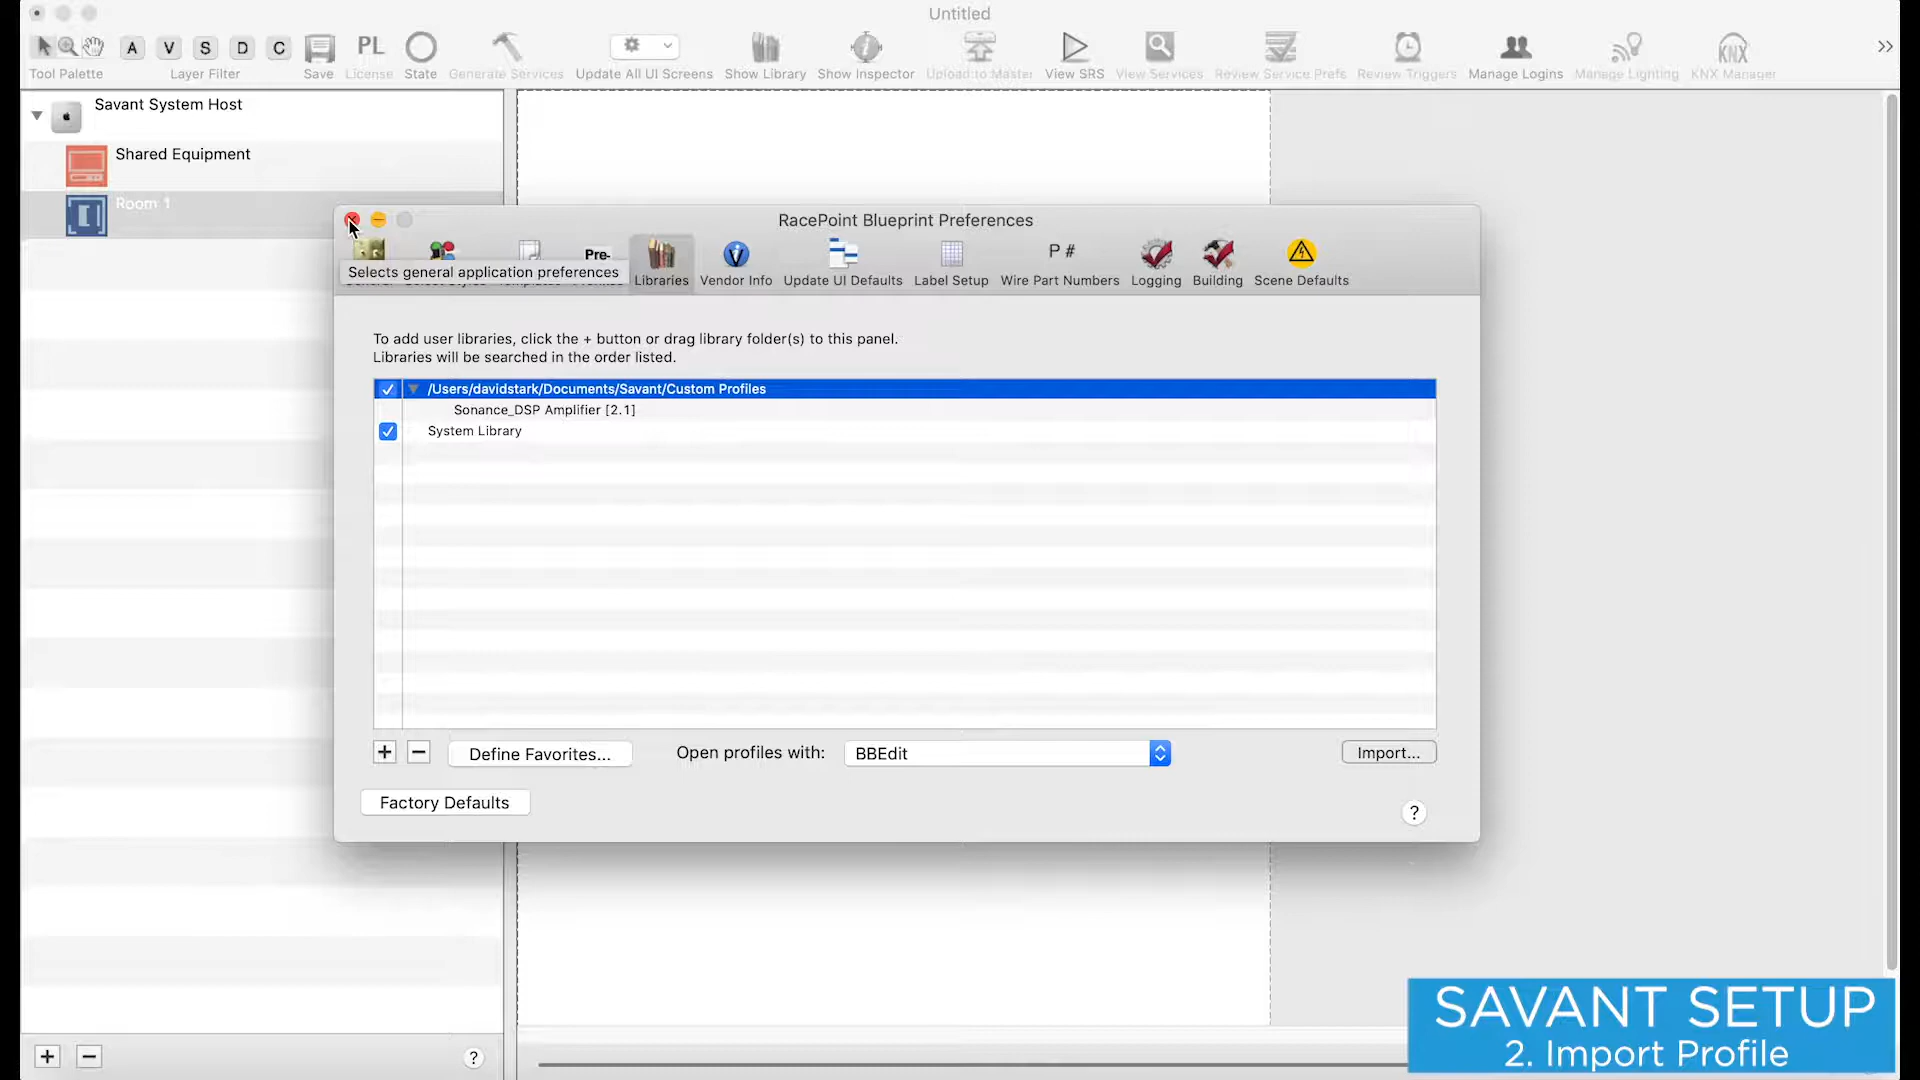 Untitled
A V S D C PL
Tool Palette Layer Filter Save License State Generate Services Update All UI Screens Show Library Show Inspector Upload to Master View SRS View Services Review Service Prefs Review Triggers Manage Logins Manage Lighting KNX Manager
KNX
Savant System Host
Shared Equipment
Room 1
RacePoint Blueprint Preferences
Pre-
P #
Selects general application preferences
Libraries Vendor Info Update UI Defaults Label Setup Wire Part Numbers Logging Building Scene Defaults
To add user libraries, click the + button or drag library folder(s) to this panel.
Libraries will be searched in the order listed.
/Users/davidstark/Documents/Savant/Custom Profiles
Sonance_DSP Amplifier [2.1]
System Library
+ − Define Favorites... Open profiles with: BBEdit Import...
Factory Defaults ?
+ − ?
SAVANT SETUP
2. Import Profile